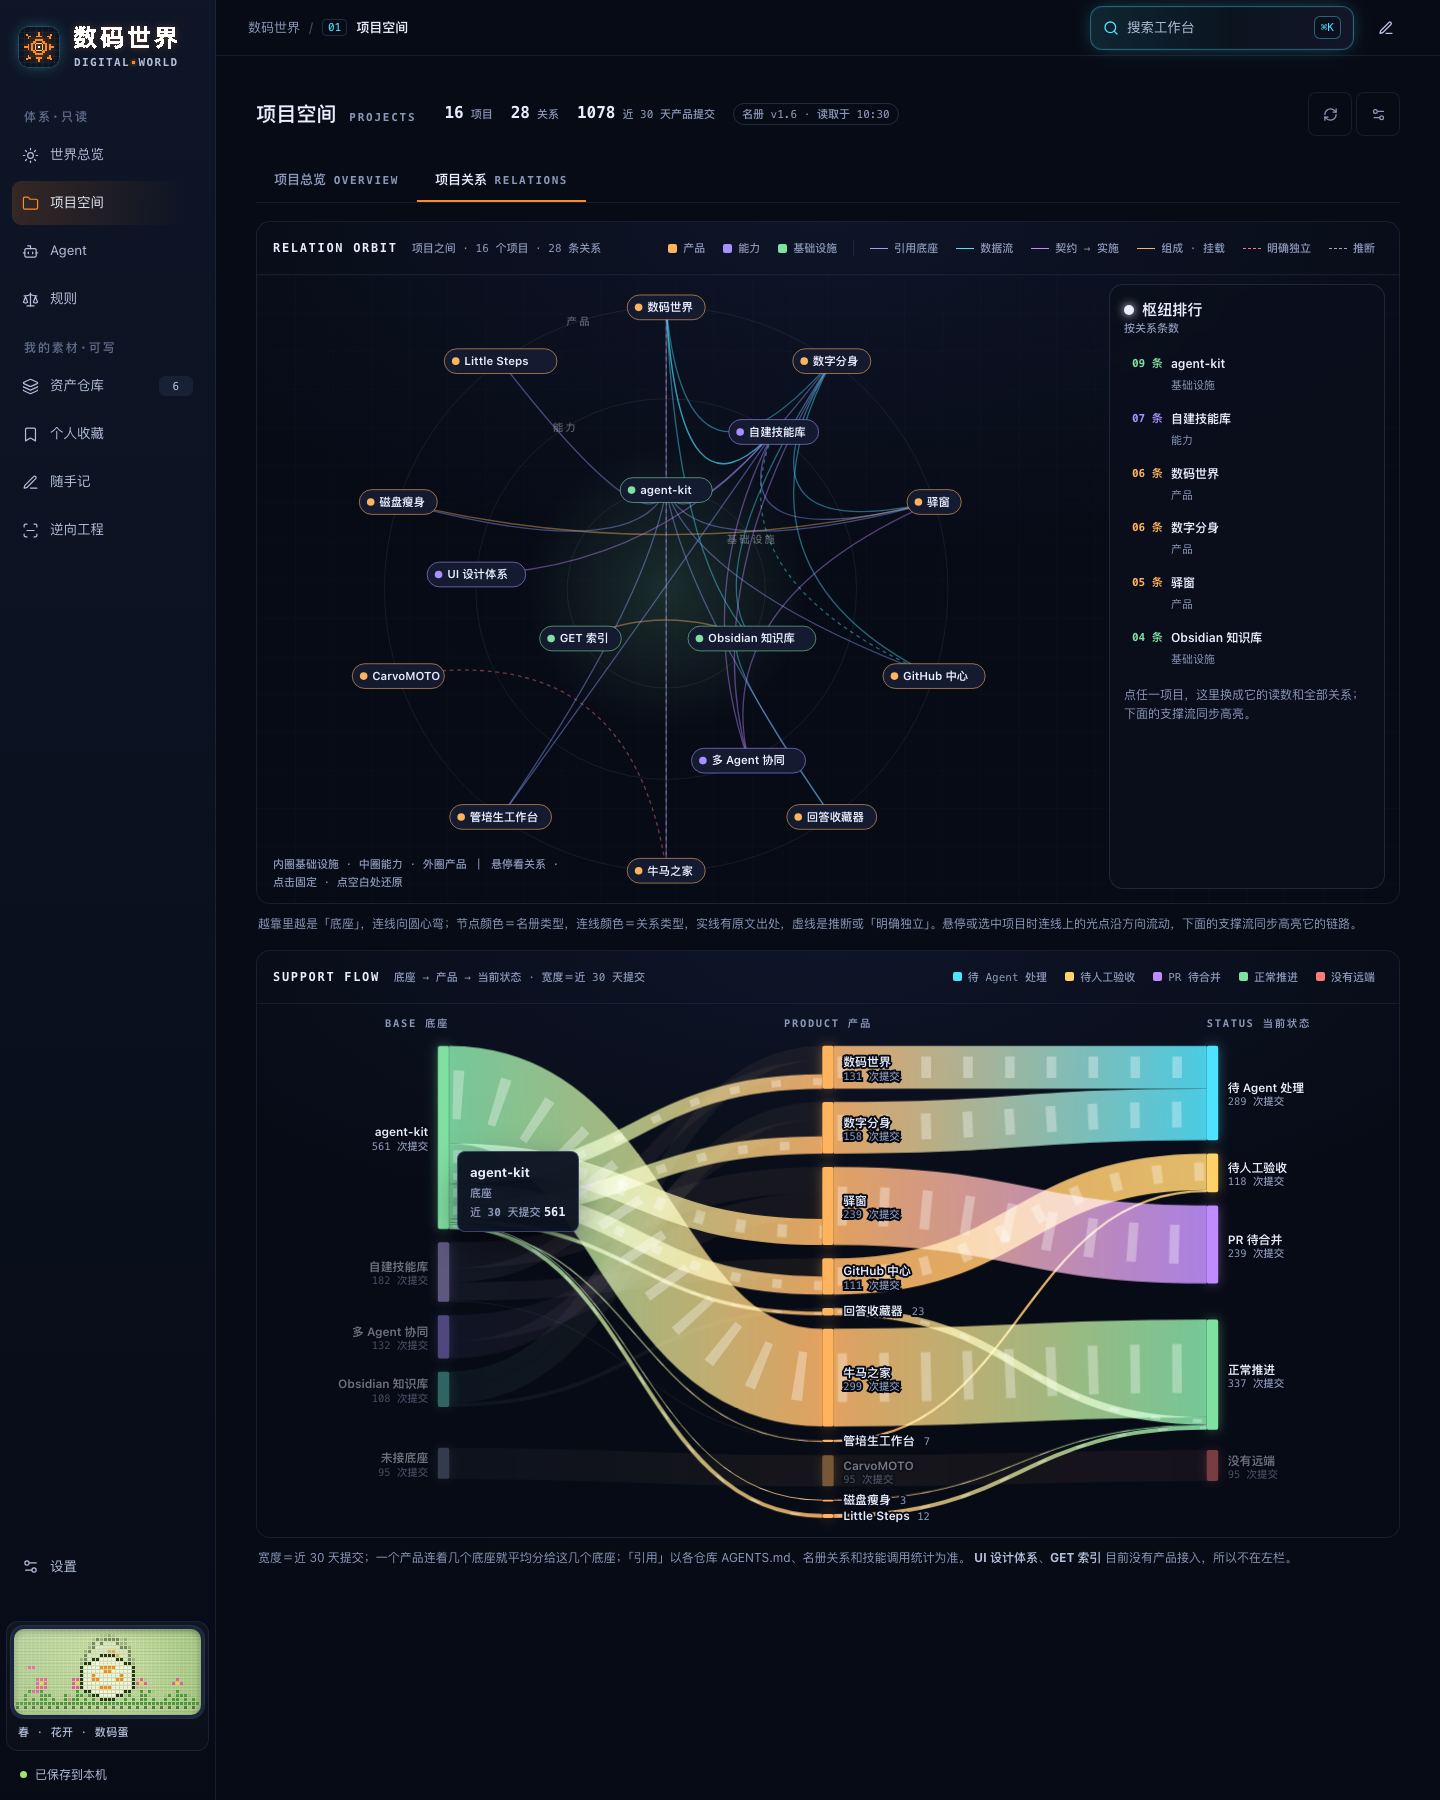 数码世界
DIGITAL·WORLD
体系·只读
世界总览
项目空间
Agent
规则
我的素材·可写
资产仓库 6
个人收藏
随手记
逆向工程
设置
春 · 花开 · 数码蛋
已保存到本机
数码世界 / 01 项目空间
搜索工作台 ⌘K
项目空间 PROJECTS 16 项目 28 关系 1078 近 30 天产品提交 名册 v1.6 · 读取于 10:30
项目总览 OVERVIEW 项目关系 RELATIONS
RELATION ORBIT 项目之间 · 16 个项目 · 28 条关系
产品 能力 基础设施 引用底座 数据流 契约 → 实施 组成 · 挂载 明确独立 推断
数码世界
产品
Little Steps
数字分身
能力
自建技能库
agent-kit
磁盘瘦身
驿窗
基础设施
UI 设计体系
GET 索引
Obsidian 知识库
CarvoMOTO
GitHub 中心
多 Agent 协同
管培生工作台
回答收藏器
牛马之家
内圈基础设施 · 中圈能力 · 外圈产品 | 悬停看关系 ·
点击固定 · 点空白处还原
枢纽排行
按关系条数
09 条 agent-kit
基础设施
07 条 自建技能库
能力
06 条 数码世界
产品
06 条 数字分身
产品
05 条 驿窗
产品
04 条 Obsidian 知识库
基础设施
点任一项目，这里换成它的读数和全部关系；
下面的支撑流同步高亮。
越靠里越是「底座」，连线向圆心弯；节点颜色＝名册类型，连线颜色＝关系类型，实线有原文出处，虚线是推断或「明确独立」。悬停或选中项目时连线上的光点沿方向流动，下面的支撑流同步高亮它的链路。
SUPPORT FLOW 底座 → 产品 → 当前状态 · 宽度＝近 30 天提交
待 Agent 处理 待人工验收 PR 待合并 正常推进 没有远端
BASE 底座 PRODUCT 产品 STATUS 当前状态
agent-kit
561 次提交
自建技能库
182 次提交
多 Agent 协同
132 次提交
Obsidian 知识库
108 次提交
未接底座
95 次提交
agent-kit
底座
近 30 天提交 561
数码世界
131 次提交
数字分身
158 次提交
驿窗
239 次提交
GitHub 中心
111 次提交
回答收藏器 23
牛马之家
299 次提交
管培生工作台 7
CarvoMOTO
95 次提交
磁盘瘦身 3
Little Steps 12
待 Agent 处理
289 次提交
待人工验收
118 次提交
PR 待合并
239 次提交
正常推进
337 次提交
没有远端
95 次提交
宽度＝近 30 天提交；一个产品连着几个底座就平均分给这几个底座；「引用」以各仓库 AGENTS.md、名册关系和技能调用统计为准。 UI 设计体系、GET 索引 目前没有产品接入，所以不在左栏。